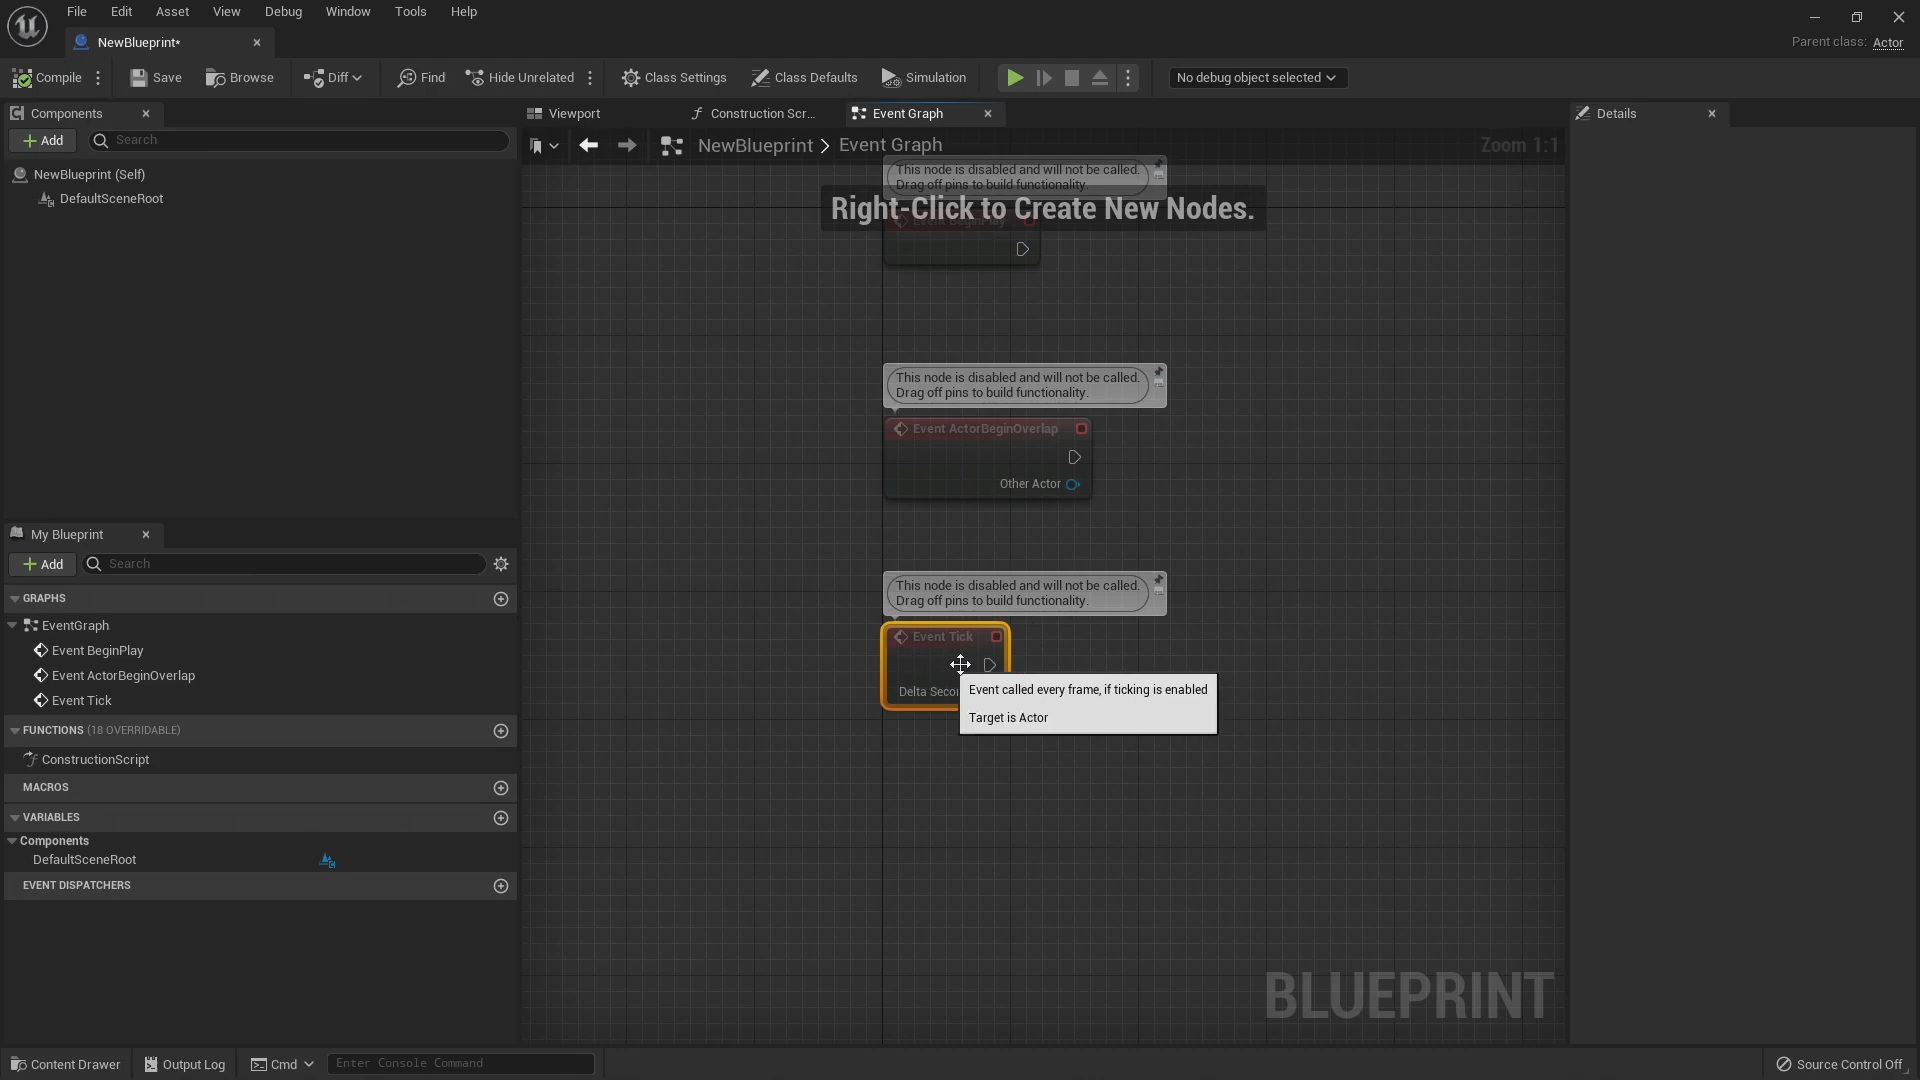 File Edit Asset View Debug Window Tools Help
NewBlueprint*
Parent class: Actor
Compile Save Browse Diff Find Hide Unrelated Class Settings Class Defaults Simulation No debug object selected
Components
Viewport Construction Scr... Event Graph
Details
Add Search
NewBlueprint > Event Graph
Zoom 1:1
NewBlueprint (Self)
DefaultSceneRoot
This node is disabled and will not be called.
Drag off pins to build functionality.
Right-Click to Create New Nodes.
Event BeginPlay
This node is disabled and will not be called.
Drag off pins to build functionality.
Event ActorBeginOverlap
Other Actor
This node is disabled and will not be called.
Drag off pins to build functionality.
Event Tick
Delta Seco
Event called every frame, if ticking is enabled
Target is Actor
My Blueprint
Add Search
GRAPHS
EventGraph
Event BeginPlay
Event ActorBeginOverlap
Event Tick
FUNCTIONS (18 OVERRIDABLE)
ConstructionScript
MACROS
VARIABLES
Components
DefaultSceneRoot
EVENT DISPATCHERS
BLUEPRINT
Content Drawer Output Log Cmd Enter Console Command Source Control Off